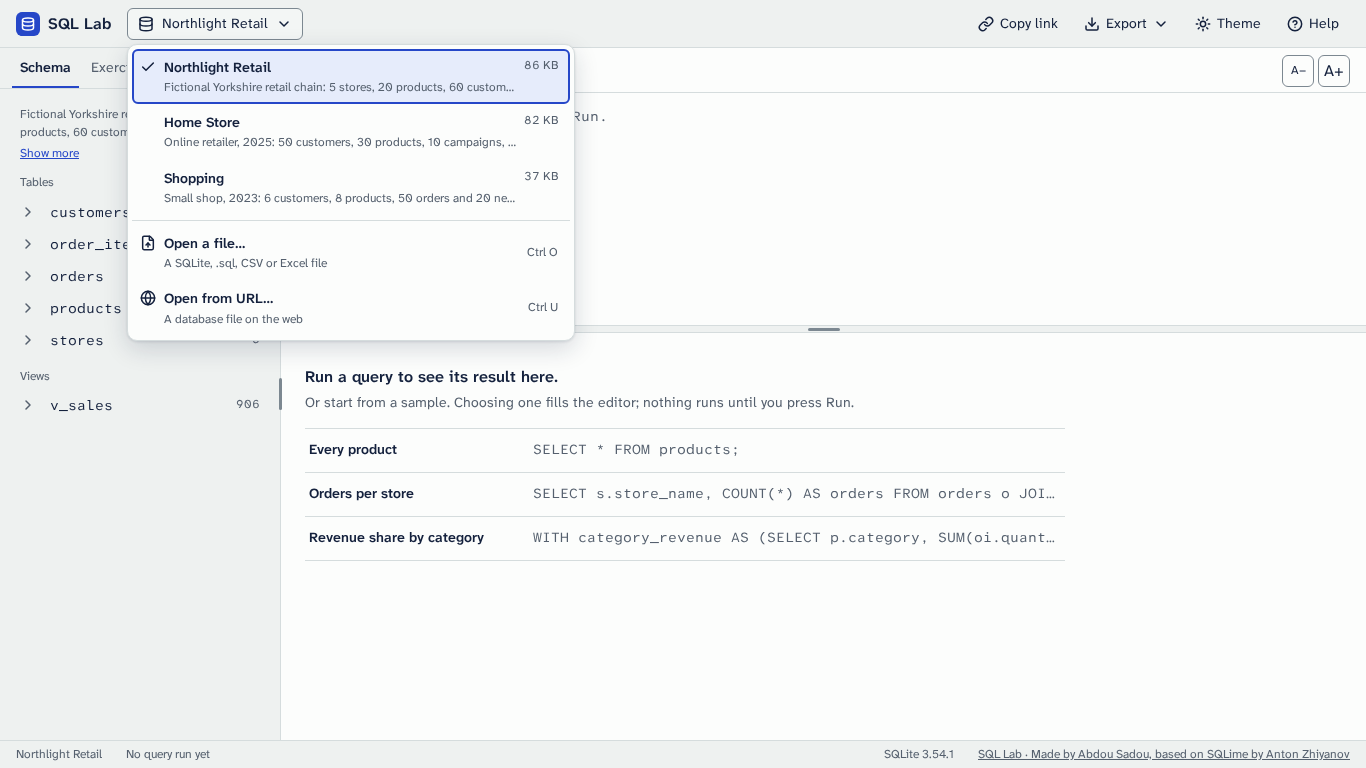 SQL Lab
Northlight Retail
Copy link
Export
Theme
Help
Schema
Northlight Retail
86 KB
Fictional Yorkshire retail chain: 5 stores, 20 products, 60 custom…
Home Store
82 KB
Online retailer, 2025: 50 customers, 30 products, 10 campaigns, …
Shopping
37 KB
Small shop, 2023: 6 customers, 8 products, 50 orders and 20 ne…
Open a file…
Ctrl O
A SQLite, .sql, CSV or Excel file
Open from URL…
Ctrl U
A database file on the web
A−
A+
Run.
Fictional Yorkshire
products, 60
Show more
Tables
customers
orders
products
stores
Views
v_sales
906
Run a query to see its result here.
Or start from a sample. Choosing one fills the editor; nothing runs until you press Run.
Every product
SELECT * FROM products;
Orders per store
SELECT s.store_name, COUNT(*) AS orders FROM orders o JOI…
Revenue share by category
WITH category_revenue AS (SELECT p.category, SUM(oi.quant…
Northlight Retail
No query run yet
SQLite 3.54.1
SQL Lab · Made by Abdou Sadou, based on SQLime by Anton Zhiyanov